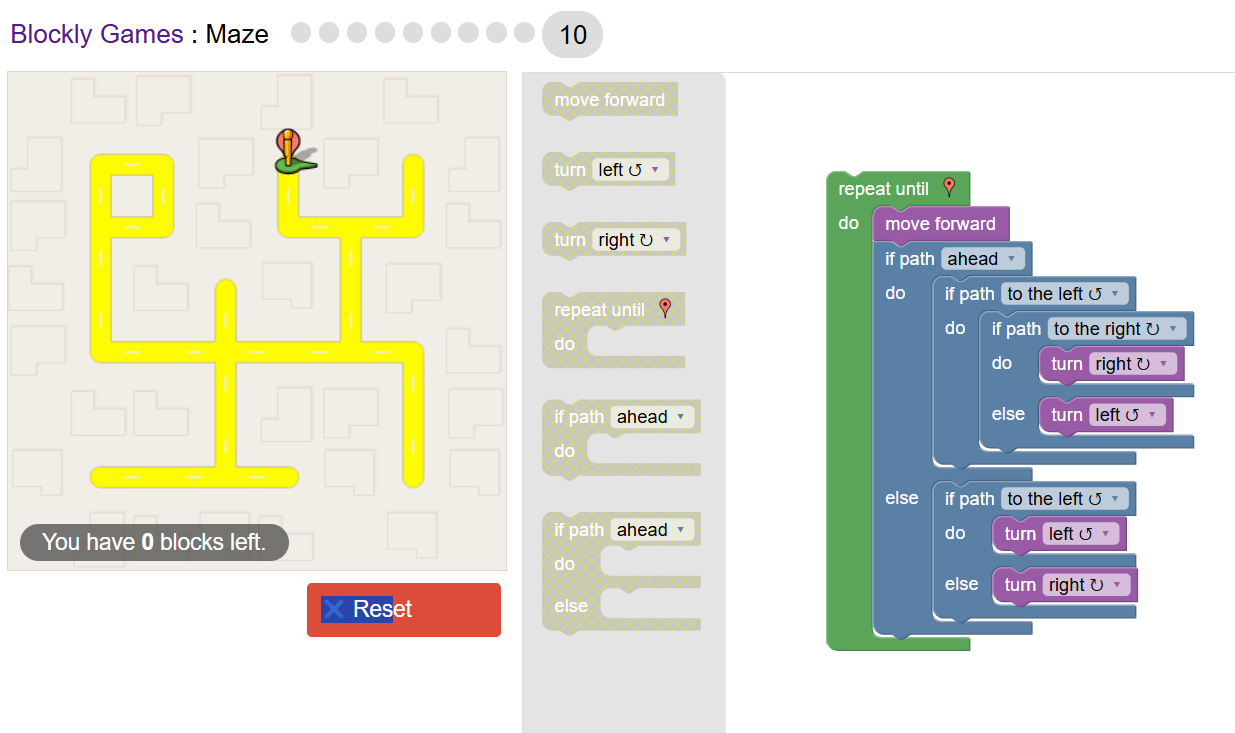 Blockly Games : Maze 10
You have 0 blocks left.
Reset
move forward
turn left ↺ ▾
turn right ↻ ▾
repeat until
do
if path ahead ▾
do
if path ahead ▾
do
else
repeat until
do move forward
if path ahead ▾
do if path to the left ↺ ▾
do if path to the right ↻ ▾
do turn right ↻ ▾
else turn left ↺ ▾
else if path to the left ↺ ▾
do turn left ↺ ▾
else turn right ↻ ▾